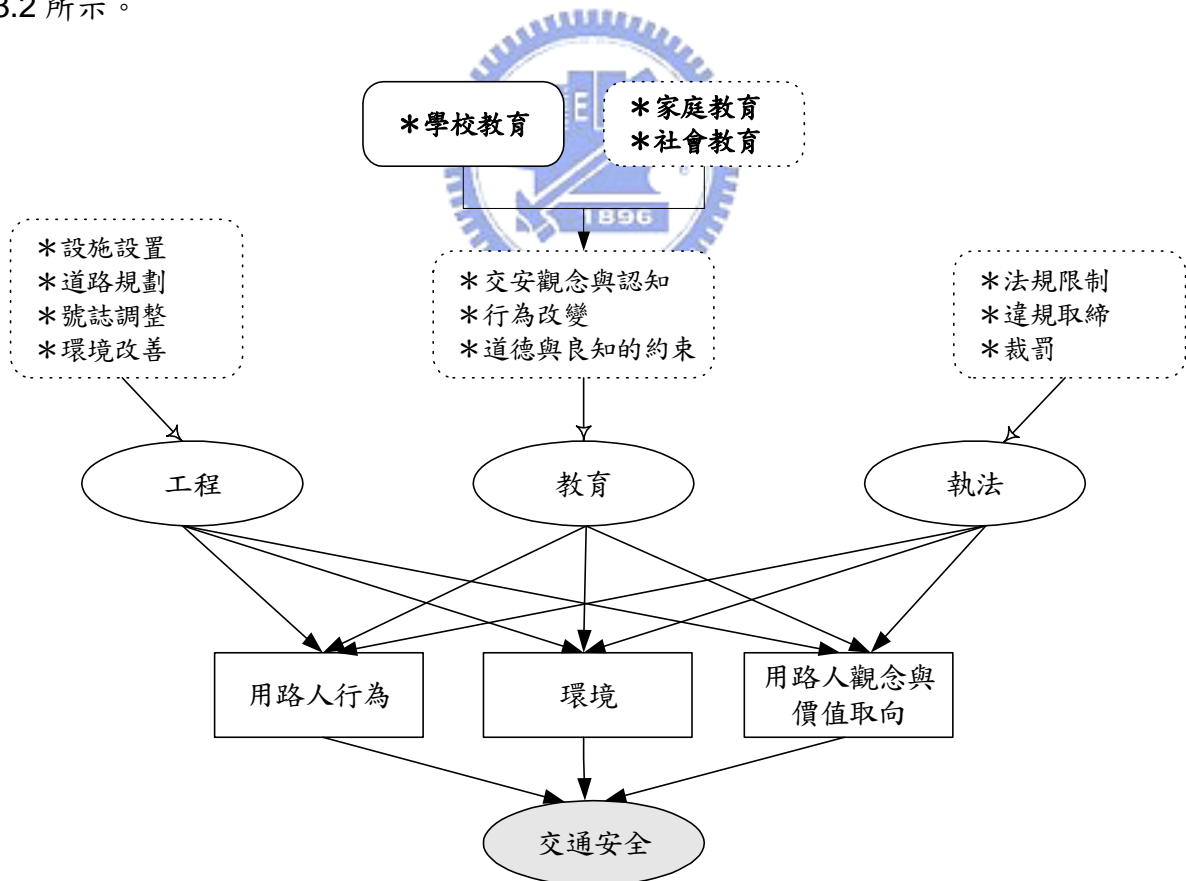 3.2 所示。
＊學校教育
＊家庭教育
＊社會教育
1896
＊設施設置
＊道路規劃
＊號誌調整
＊環境改善
＊交安觀念與認知
＊行為改變
＊道德與良知的約束
＊法規限制
＊違規取締
＊裁罰
工程
教育
執法
用路人行為
環境
用路人觀念與
價值取向
交通安全